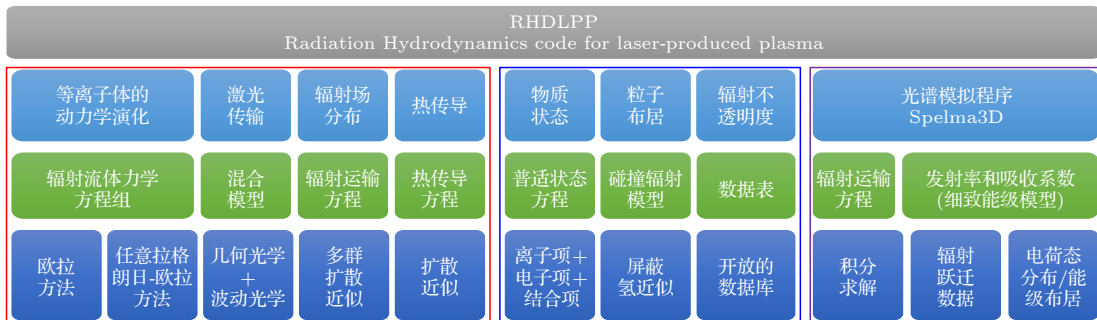 RHDLPP
Radiation Hydrodynamics code for laser-produced plasma
等离子体的
动力学演化
激光
传输
辐射场
分布
热传导
物质
状态
粒子
布居
辐射不
透明度
光谱模拟程序
Spelma3D
辐射流体力学
方程组
混合
模型
辐射运输
方程
热传导
方程
普适状态
方程
碰撞辐射
模型
数据表
辐射运输
方程
发射率和吸收系数
(细致能级模型)
欧拉
方法
任意拉格
朗日-欧拉
方法
几何光学
+
波动光学
多群
扩散
近似
扩散
近似
离子项+
电子项+
结合项
屏蔽
氢近似
开放的
数据库
积分
求解
辐射
跃迁
数据
电荷态
分布/能
级布居